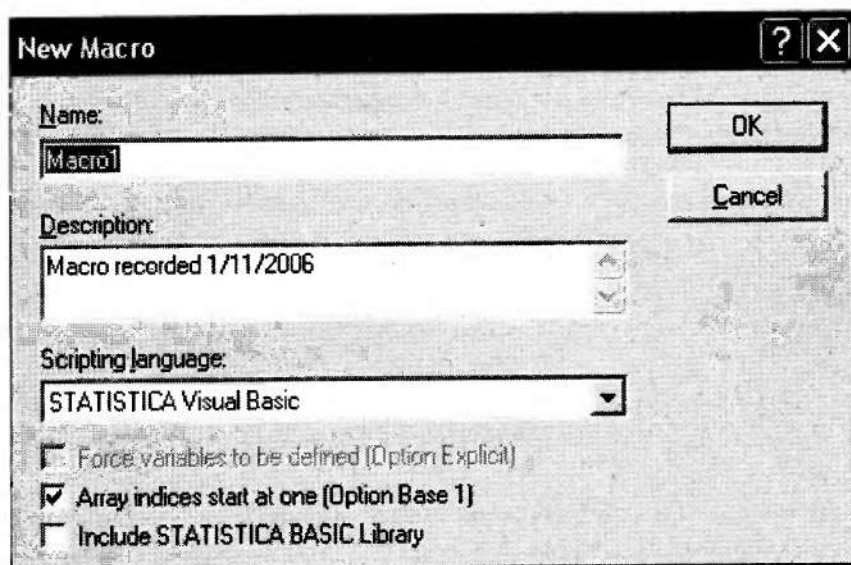 New Macro
Name:
OK
Macro1
Cancel
Description:
Macro recorded 1/11/2006
Scripting language:
STATISTICA Visual Basic
Force variables to be defined (Option Explicit)
Array indices start at one (Option Base 1)
Include STATISTICA BASIC Library